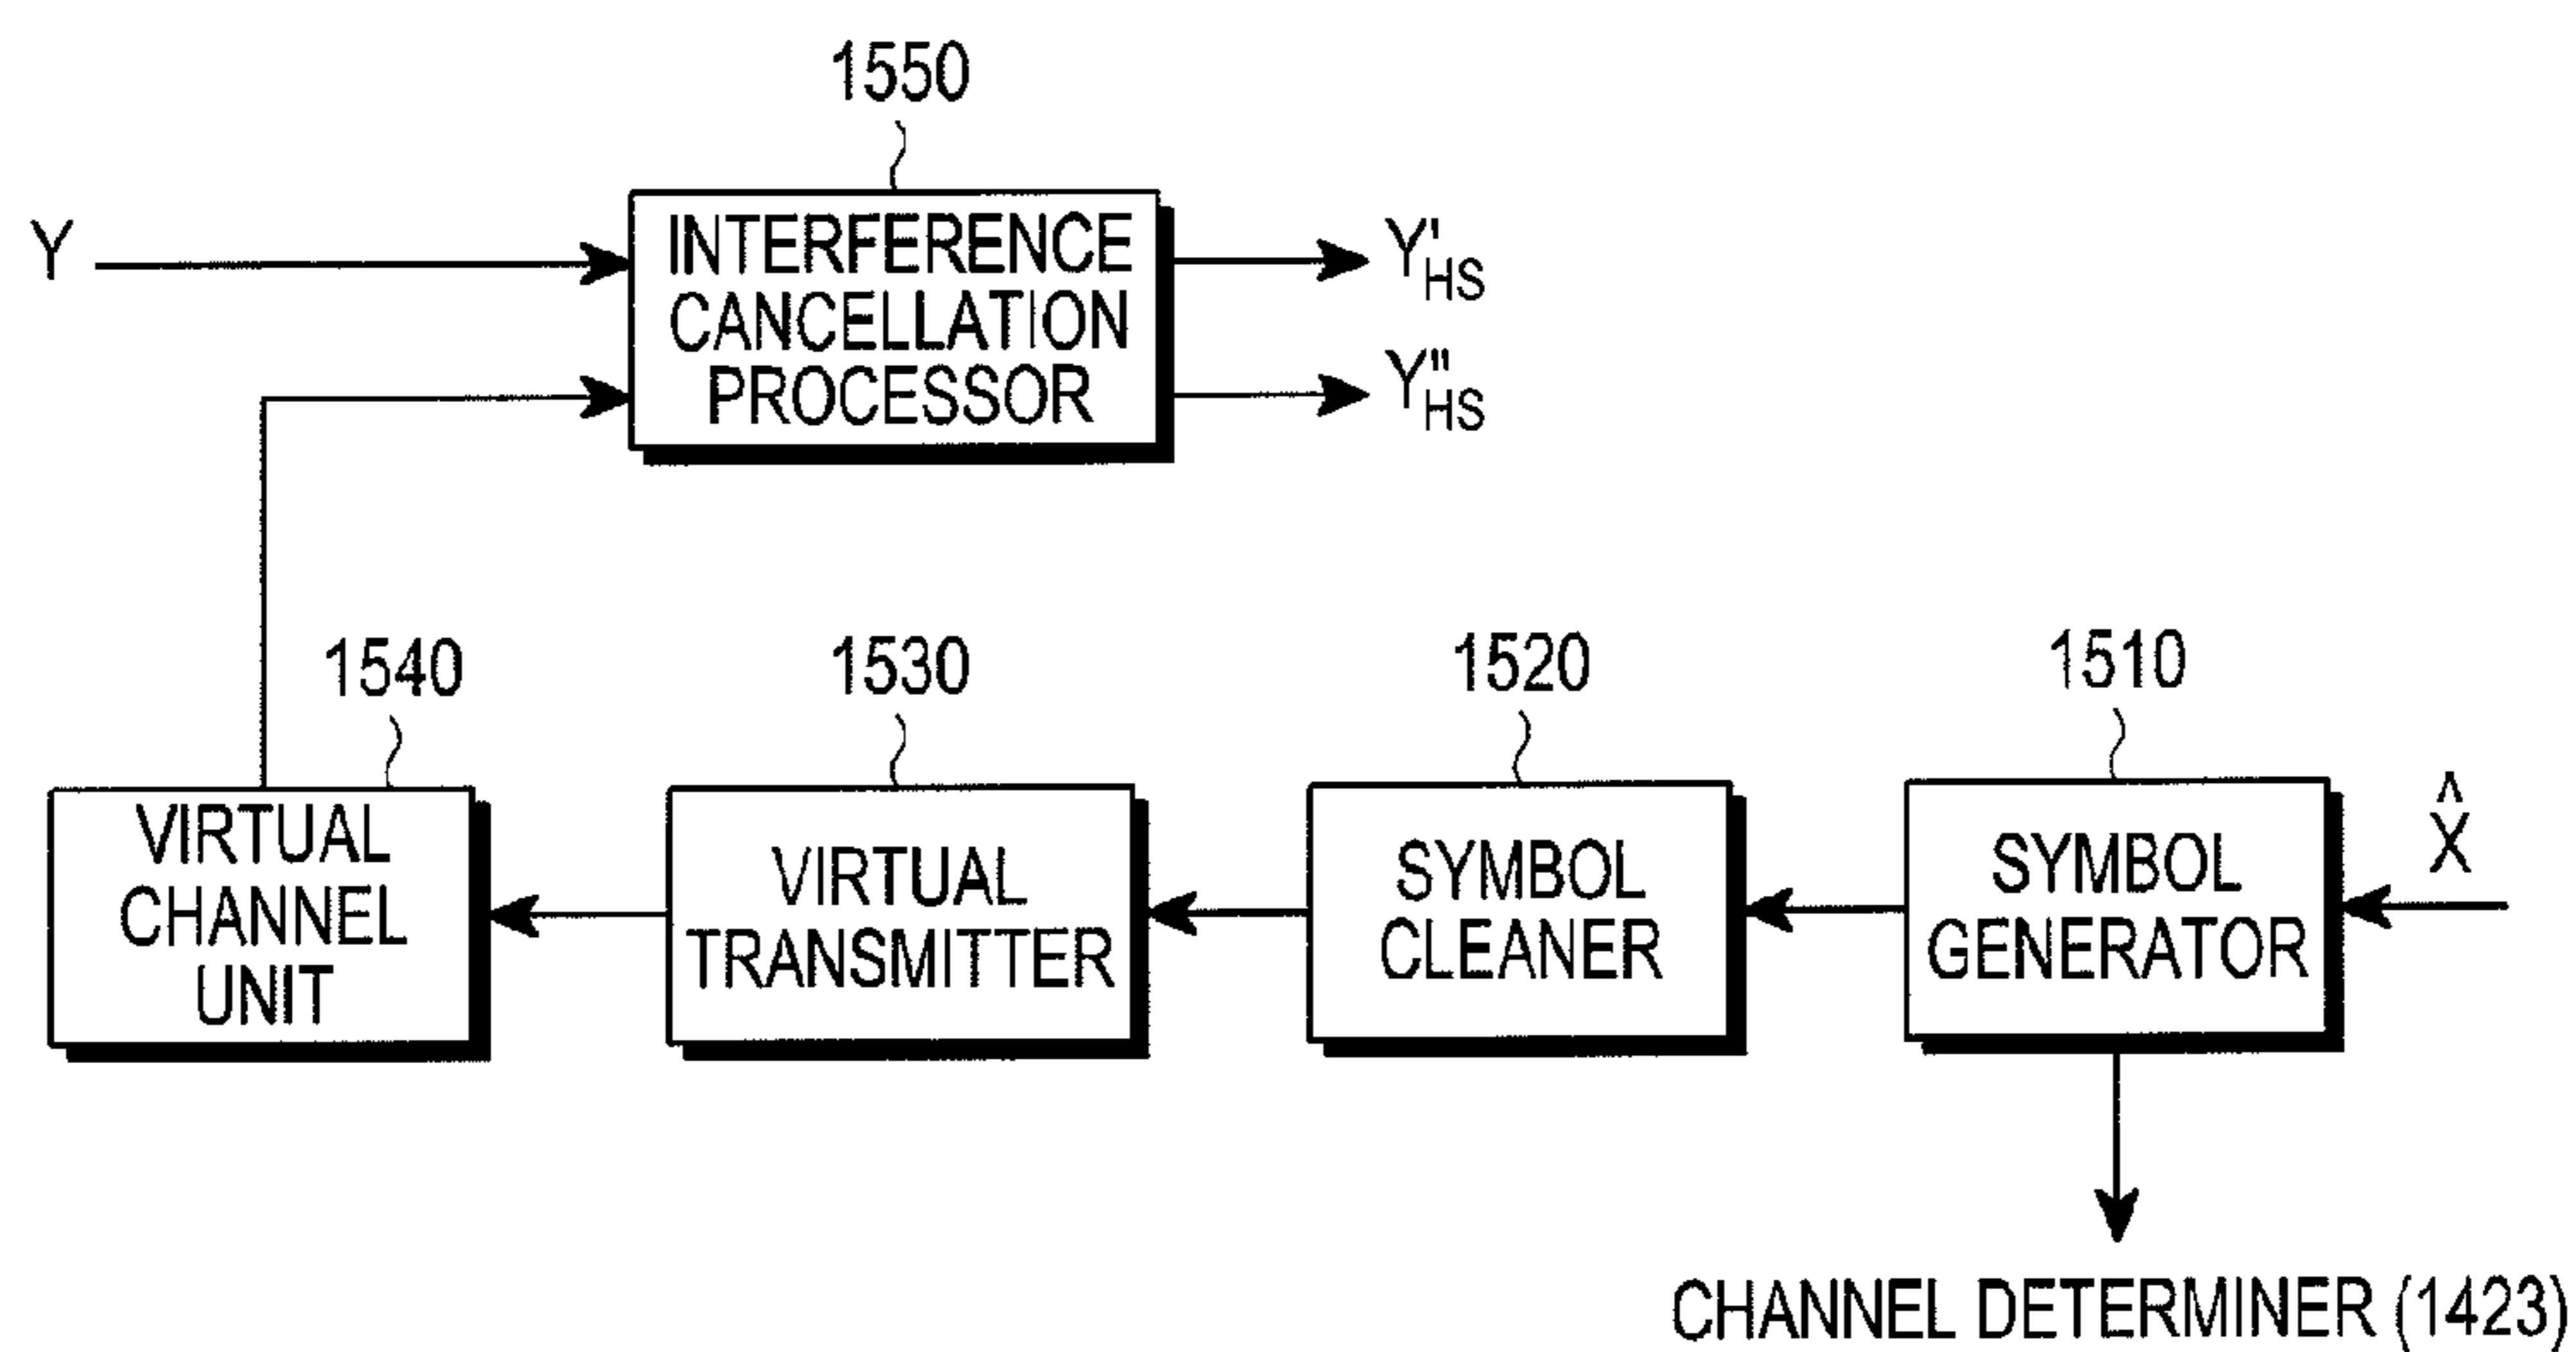 1550
Y
INTERFERENCE
CANCELLATION
PROCESSOR
Y'HS
Y"HS
1540
1530
1520
1510
VIRTUAL
CHANNEL
UNIT
VIRTUAL
TRANSMITTER
SYMBOL
CLEANER
SYMBOL
GENERATOR
X̂
CHANNEL DETERMINER (1423)